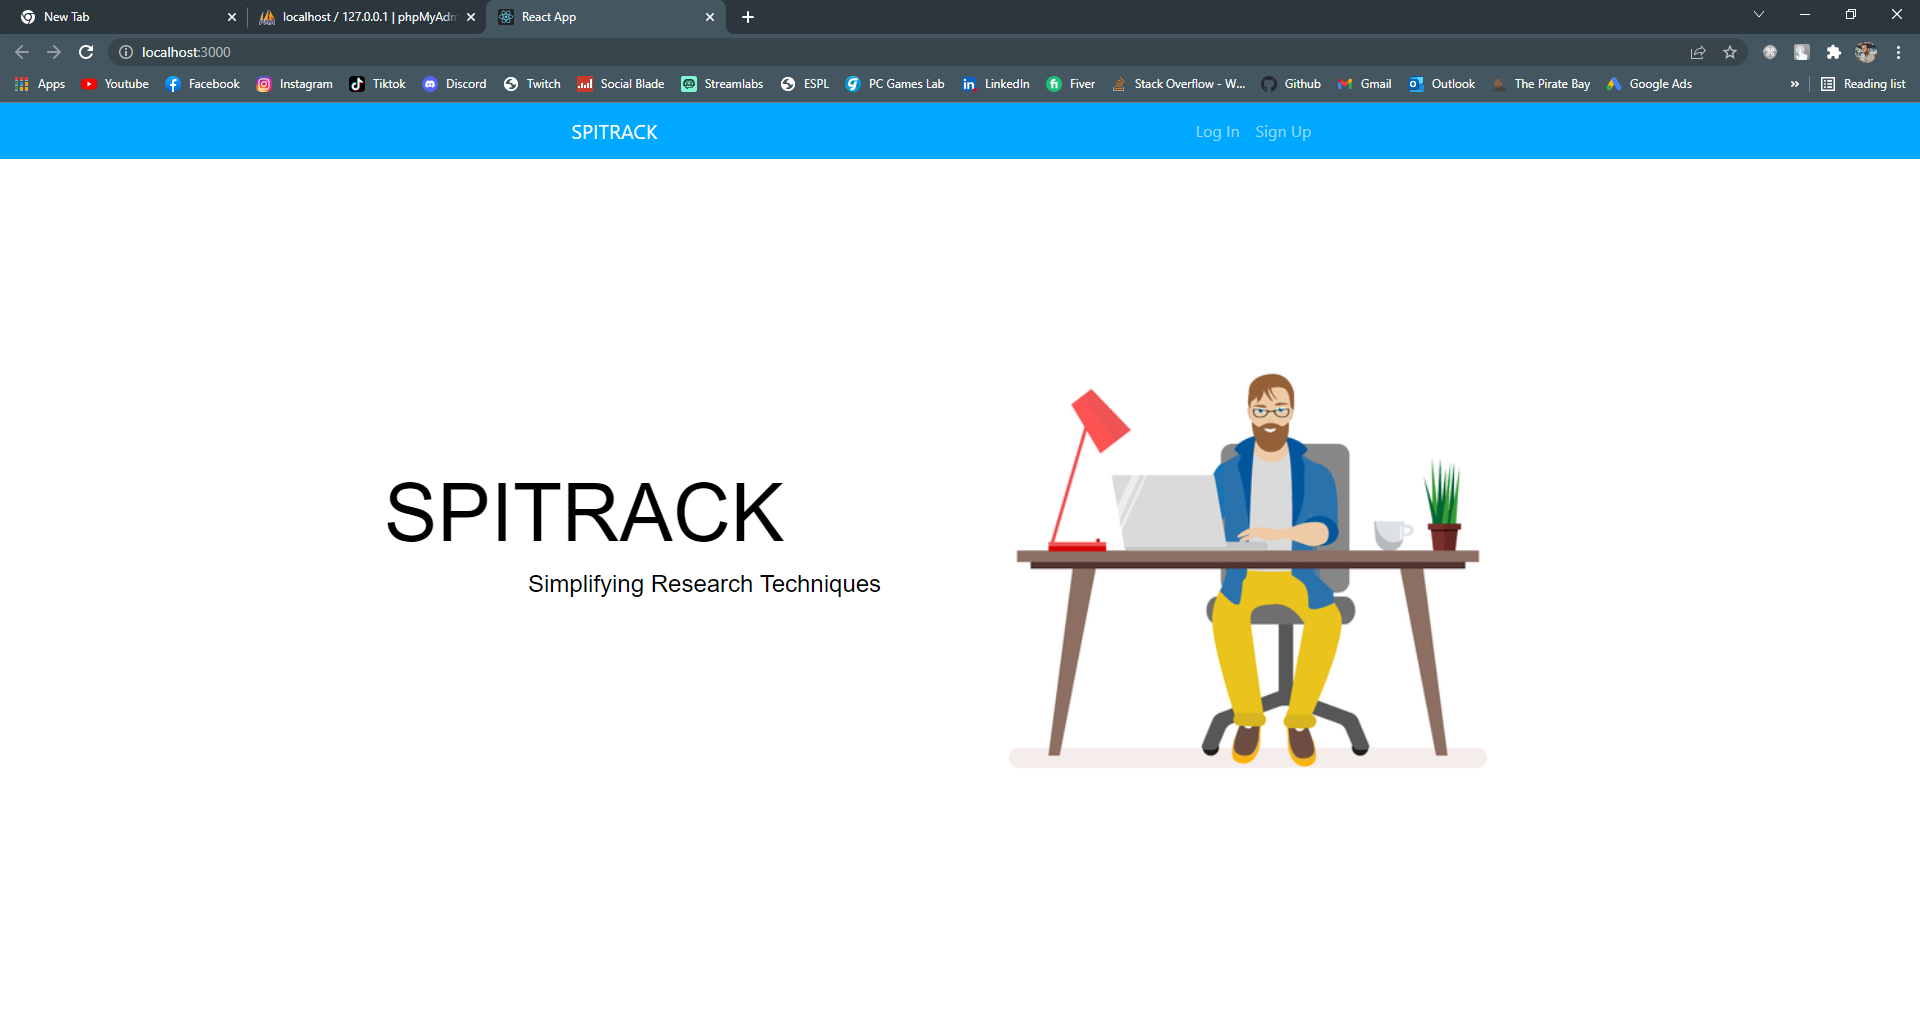 New Tab
localhost / 127.0.0.1 | phpMyAdm
React App
localhost:3000
Apps Youtube Facebook Instagram Tiktok Discord Twitch Social Blade Streamlabs ESPL PC Games Lab LinkedIn Fiver Stack Overflow - W... Github Gmail Outlook The Pirate Bay Google Ads » Reading list
SPITRACK Log In Sign Up
SPITRACK
Simplifying Research Techniques